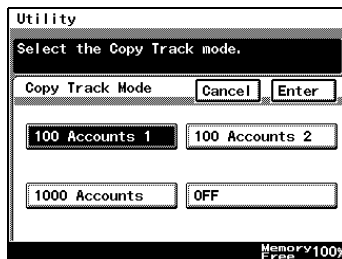 Utility
Select the Copy Track mode.
Copy Track Mode
Cancel
Enter
100 Accounts 1
100 Accounts 2
1000 Accounts
OFF
Memory
Free 100%